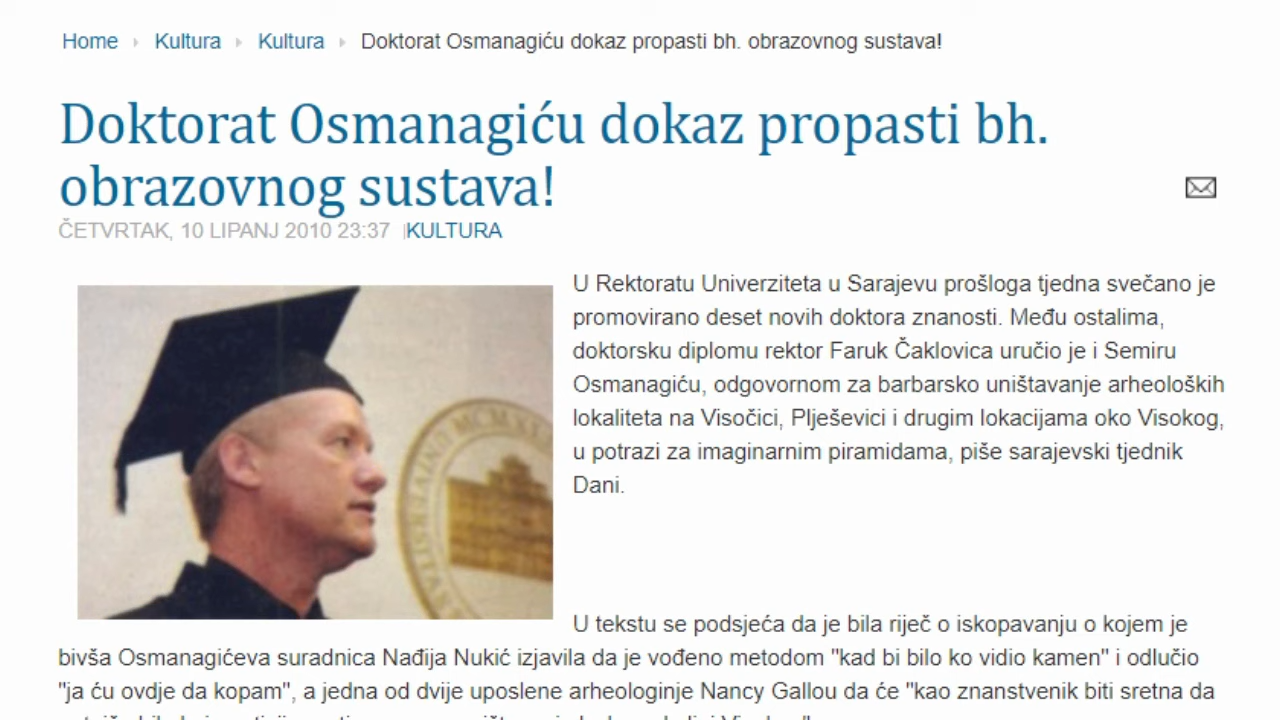 Home Kultura Kultura Doktorat Osmanagiću dokaz propasti bh. obrazovnog sustava!
Doktorat Osmanagiću dokaz propasti bh.
obrazovnog sustava!
ČETVRTAK, 10 LIPANJ 2010 23:37 |KULTURA
U Rektoratu Univerziteta u Sarajevu prošloga tjedna svečano je
promovirano deset novih doktora znanosti. Među ostalima,
doktorsku diplomu rektor Faruk Čaklovica uručio je i Semiru
Osmanagiću, odgovornom za barbarsko uništavanje arheoloških
lokaliteta na Visočici, Plješevici i drugim lokacijama oko Visokog,
u potrazi za imaginarnim piramidama, piše sarajevski tjednik
Dani.
U tekstu se podsjeća da je bila riječ o iskopavanju o kojem je
bivša Osmanagićeva suradnica Nađija Nukić izjavila da je vođeno metodom "kad bi bilo ko vidio kamen" i odlučio
"ja ću ovdje da kopam", a jedna od dvije uposlene arheologinje Nancy Gallou da će "kao znanstvenik biti sretna da